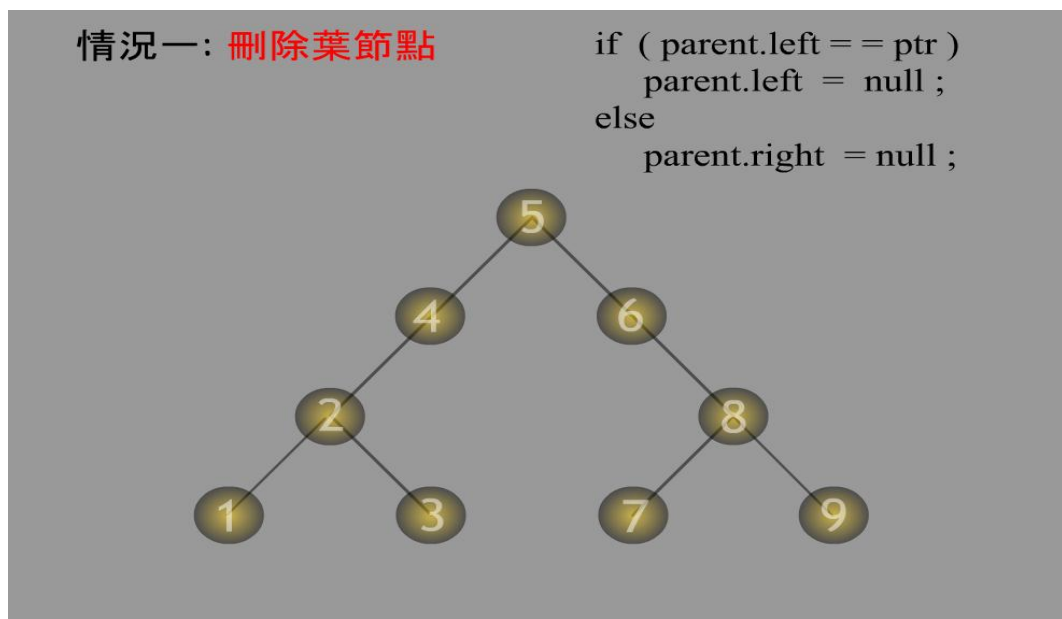 情況一: 刪除葉節點
if ( parent.left = = ptr )
parent.left = null ;
else
parent.right = null ;
5
4 6
2 8
1 3 7 9